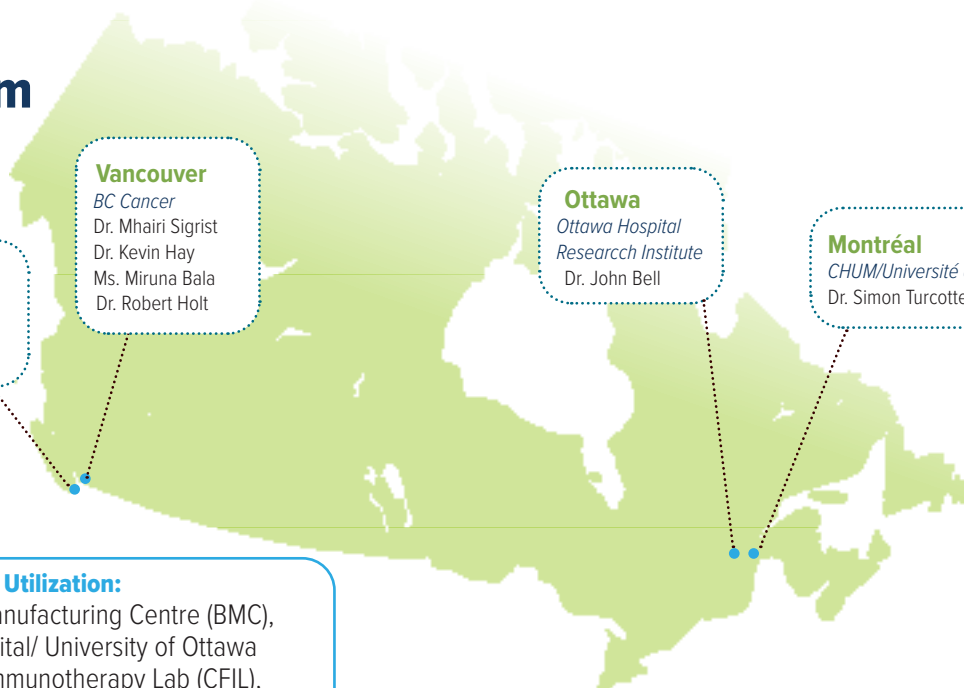 m
Vancouver
BC Cancer
Dr. Mhairi Sigrist
Dr. Kevin Hay
Ms. Miruna Bala
Dr. Robert Holt
Ottawa
Ottawa Hospital
Researcch Institute
Dr. John Bell
Montréal
CHUM/Université
Dr. Simon Turcotte
Utilization:
nufacturing Centre (BMC),
ital/ University of Ottawa
mmunotherapy Lab (CFIL),